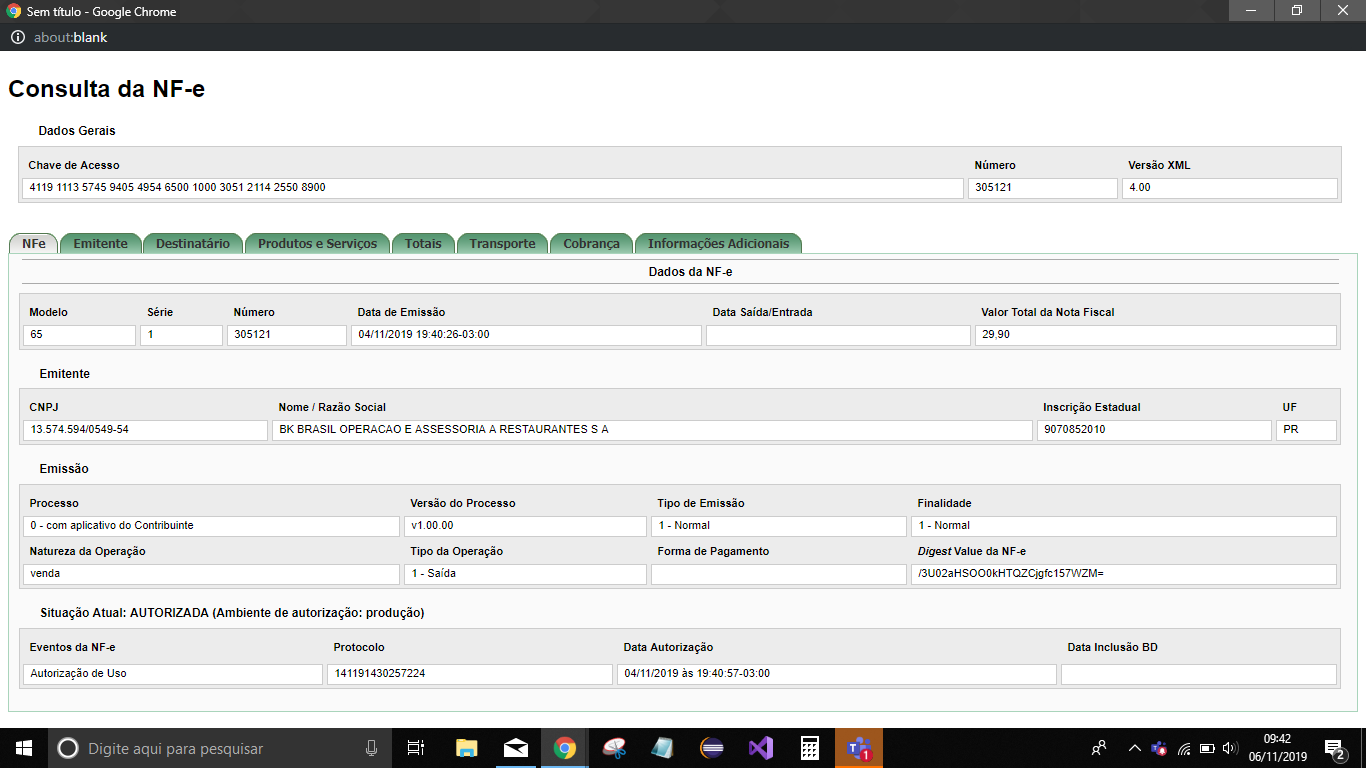 Sem título - Google Chrome
about:blank
Consulta da NF-e
Dados Gerais
Chave de Acesso Número Versão XML
4119 1113 5745 9405 4954 6500 1000 3051 2114 2550 8900 305121 4.00
NFe Emitente Destinatário Produtos e Serviços Totais Transporte Cobrança Informações Adicionais
Dados da NF-e
Modelo Série Número Data de Emissão Data Saída/Entrada Valor Total da Nota Fiscal
65 1 305121 04/11/2019 19:40:26-03:00 29,90
Emitente
CNPJ Nome / Razão Social Inscrição Estadual UF
13.574.594/0549-54 BK BRASIL OPERACAO E ASSESSORIA A RESTAURANTES S A 9070852010 PR
Emissão
Processo Versão do Processo Tipo de Emissão Finalidade
0 - com aplicativo do Contribuinte v1.00.00 1 - Normal 1 - Normal
Natureza da Operação Tipo da Operação Forma de Pagamento Digest Value da NF-e
venda 1 - Saída /3U02aHSOO0kHTQZCjgfc157WZM=
Situação Atual: AUTORIZADA (Ambiente de autorização: produção)
Eventos da NF-e Protocolo Data Autorização Data Inclusão BD
Autorização de Uso 141191430257224 04/11/2019 às 19:40:57-03:00
Digite aqui para pesquisar 1 09:42
06/11/2019 2